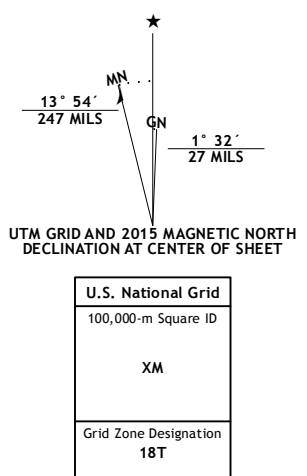 ★
MN
GN
13° 54´
247 MILS
1° 32´
27 MILS
UTM GRID AND 2015 MAGNETIC NORTH
DECLINATION AT CENTER OF SHEET
U.S. National Grid
100,000-m Square ID
XM
Grid Zone Designation
18T